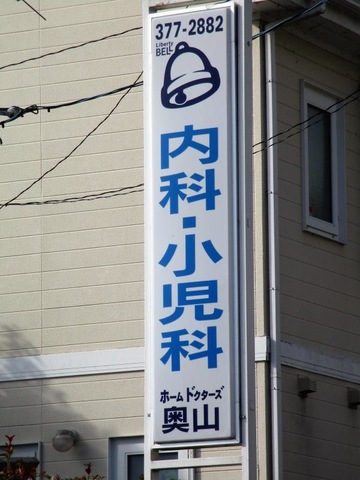 377-2882
Liberty
BELL
内科・小児科
ホームドクターズ
奥山